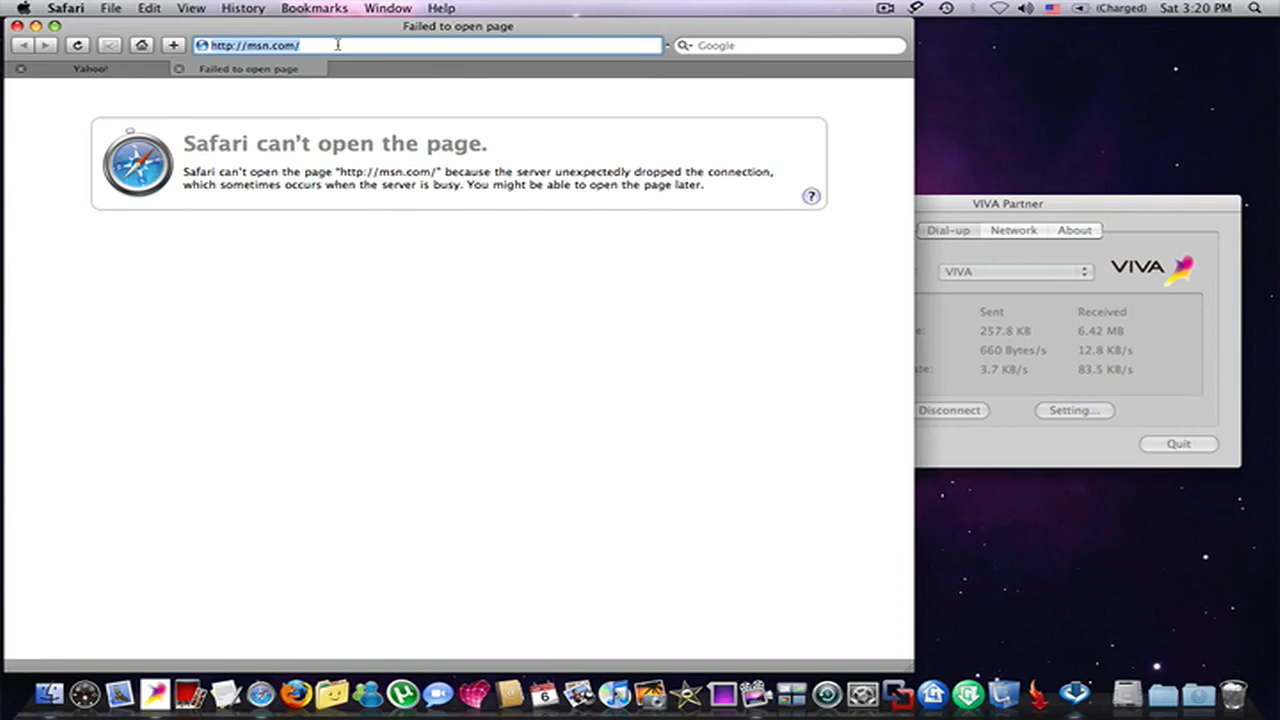 Safari File Edit View History Bookmarks Window Help (Charged) Sat 3:20 PM
Failed to open page
http://msn.com/ Google
Yahoo! Failed to open page
Safari can't open the page.
Safari can't open the page "http://msn.com/" because the server unexpectedly dropped the connection,
which sometimes occurs when the server is busy. You might be able to open the page later.
?
VIVA Partner
Dial-up Network About
VIVA VIVA
Sent Received
257.8 KB 6.42 MB
660 Bytes/s 12.8 KB/s
3.7 KB/s 83.5 KB/s
Disconnect Setting...
Quit
6